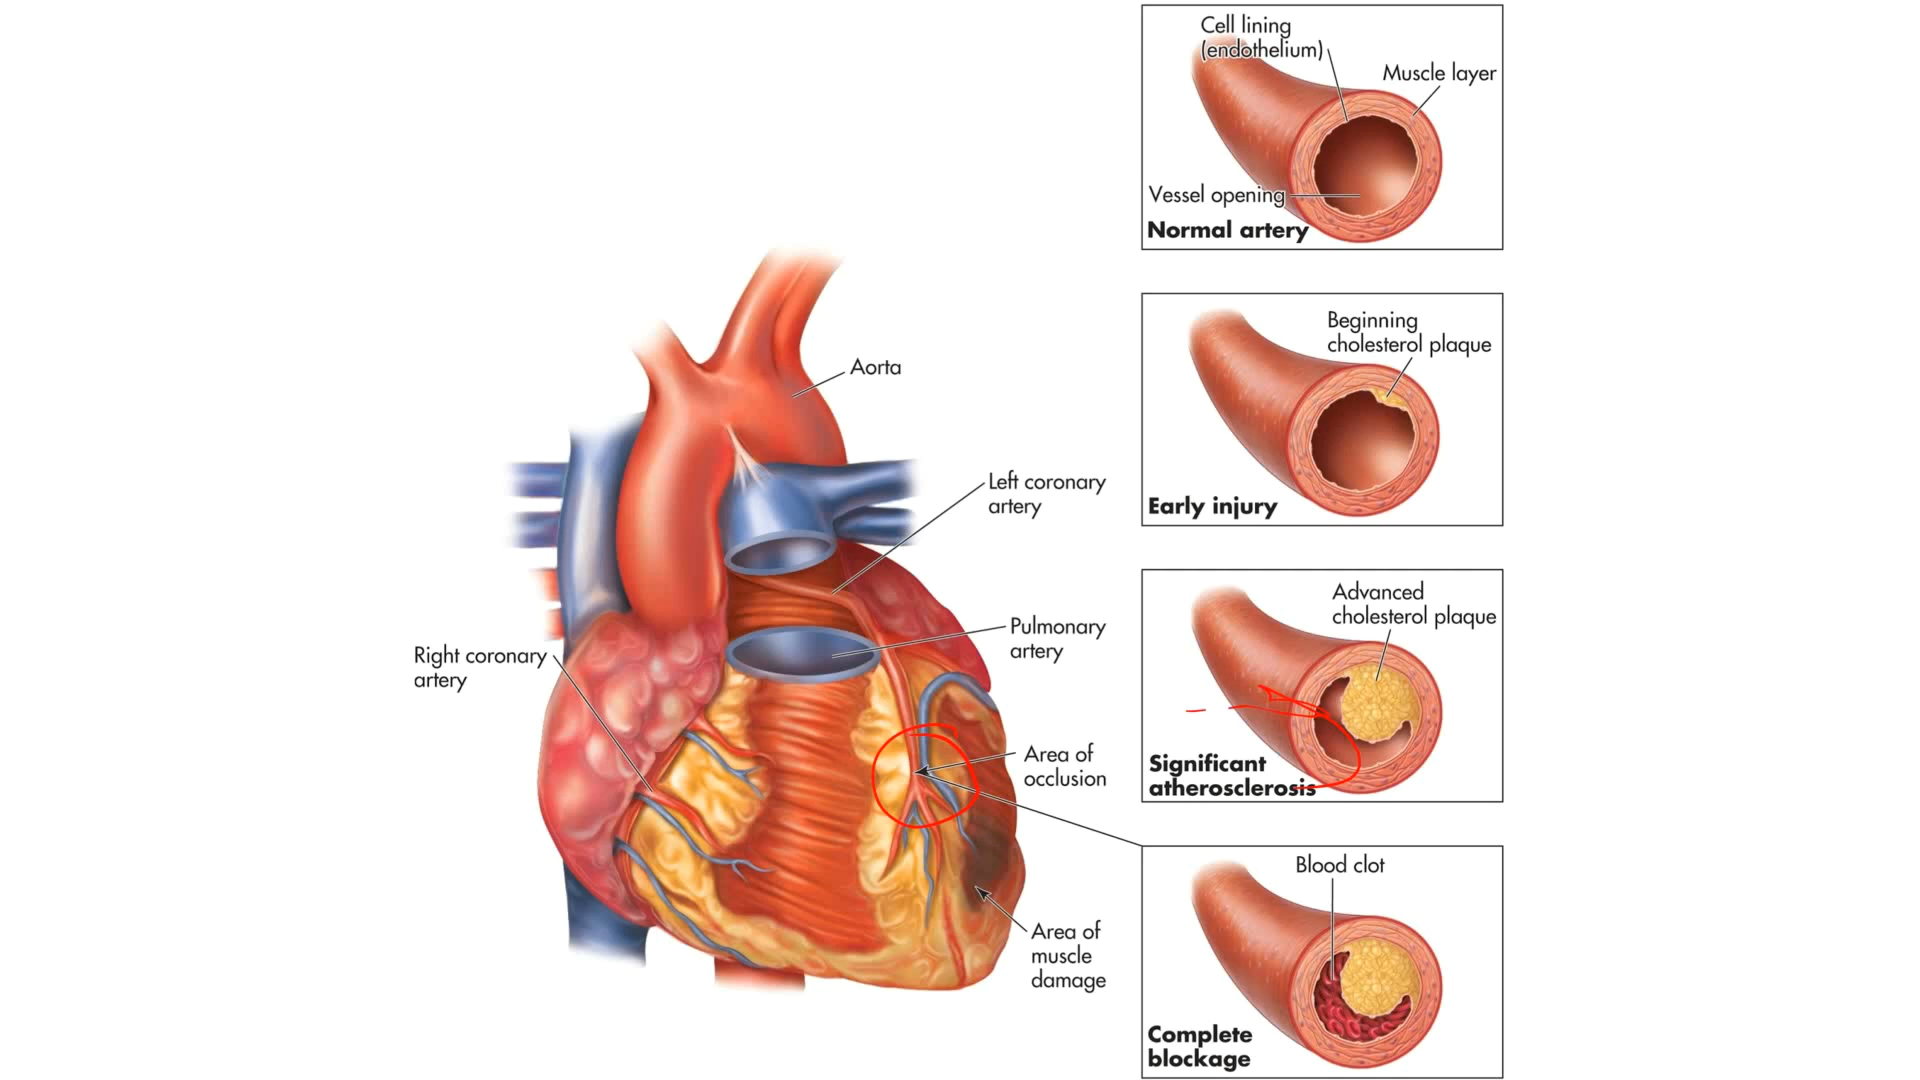 Cell lining
(endothelium)
Muscle layer
Vessel opening
Normal artery
Beginning
cholesterol plaque
Early injury
Advanced
cholesterol plaque
Significant
atherosclerosis
Blood clot
Complete
blockage
Aorta
Left coronary
artery
Pulmonary
artery
Right coronary
artery
Area of
occlusion
Area of
muscle
damage